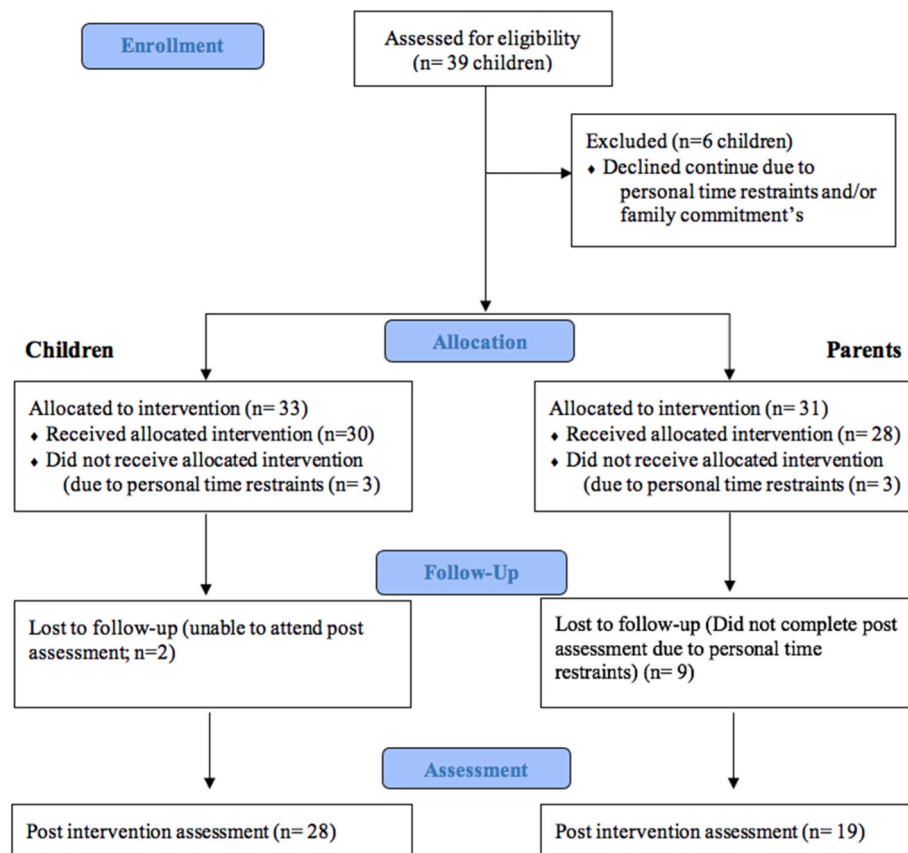 Enrollment
Assessed for eligibility
(n= 39 children)
Excluded (n=6 children)
♦ Declined continue due to
personal time restraints and/or
family commitment’s
Allocation
Children
Parents
Allocated to intervention (n= 33)
♦ Received allocated intervention (n=30)
♦ Did not receive allocated intervention
(due to personal time restraints (n= 3)
Allocated to intervention (n= 31)
♦ Received allocated intervention (n= 28)
♦ Did not receive allocated intervention
(due to personal time restraints (n= 3)
Follow-Up
Lost to follow-up (unable to attend post
assessment; n=2)
Lost to follow-up (Did not complete post
assessment due to personal time
restraints) (n= 9)
Assessment
Post intervention assessment (n= 28)
Post intervention assessment (n= 19)